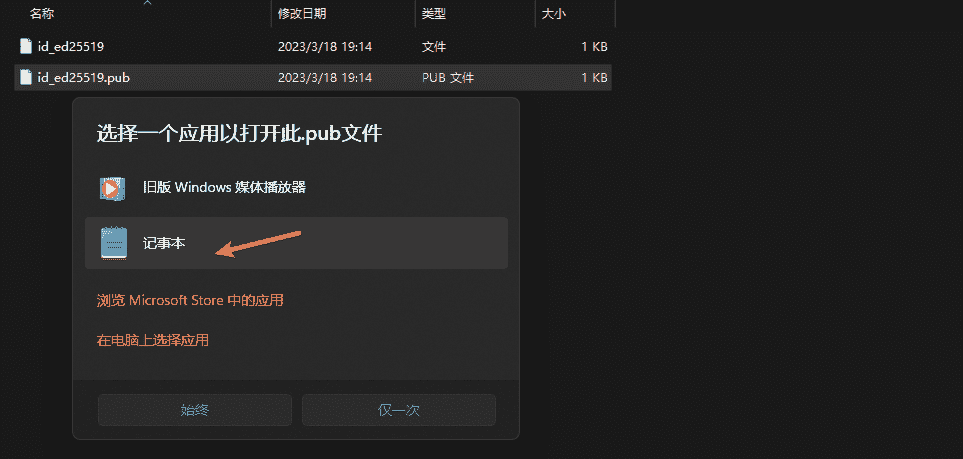 名称 修改日期 类型 大小
id_ed25519 2023/3/18 19:14 文件 1 KB
id_ed25519.pub 2023/3/18 19:14 PUB 文件 1 KB
选择一个应用以打开此.pub文件
旧版 Windows 媒体播放器
记事本
浏览 Microsoft Store 中的应用
在电脑上选择应用
始终 仅一次